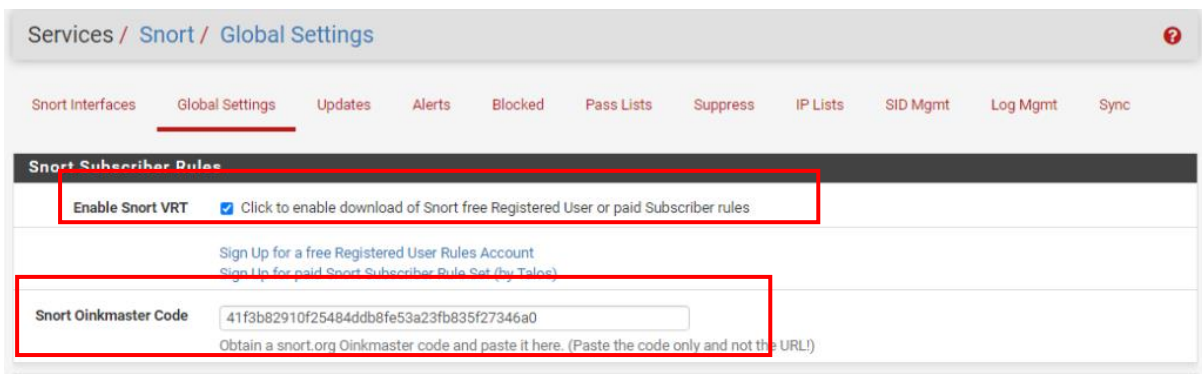 Services / Snort / Global Settings
Snort Interfaces Global Settings Updates Alerts Blocked Pass Lists Suppress IP Lists SID Mgmt Log Mgmt Sync
Snort Subscriber Rules
Enable Snort VRT Click to enable download of Snort free Registered User or paid Subscriber rules
Sign Up for a free Registered User Rules Account
Sign Up for paid Snort Subscriber Rule Set (by Talos)
Snort Oinkmaster Code 41f3b82910f25484ddb8fe53a23fb835f27346a0
Obtain a snort.org Oinkmaster code and paste it here. (Paste the code only and not the URL!)